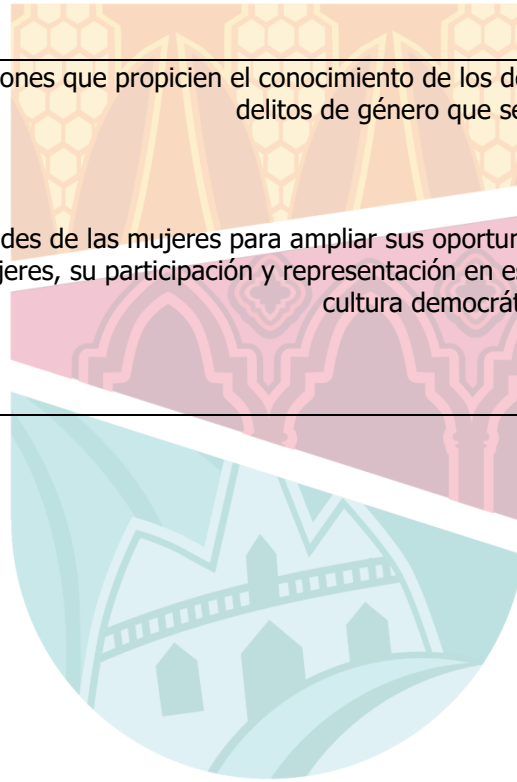 ones que propicien el conocimiento de los de
delitos de género que se
des de las mujeres para ampliar sus oportun
jeres, su participación y representación en es
cultura democrát